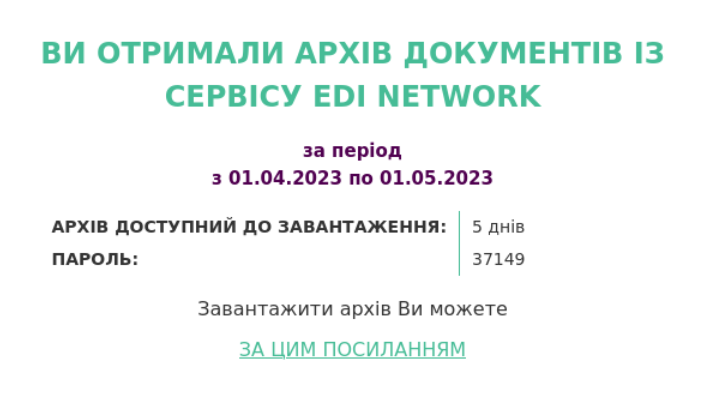 ВИ ОТРИМАЛИ АРХІВ ДОКУМЕНТІВ ІЗ
СЕРВІСУ EDI NETWORK
за період
з 01.04.2023 по 01.05.2023
АРХІВ ДОСТУПНИЙ ДО ЗАВАНТАЖЕННЯ: 5 днів
ПАРОЛЬ: 37149
Завантажити архів Ви можете
ЗА ЦИМ ПОСИЛАННЯМ